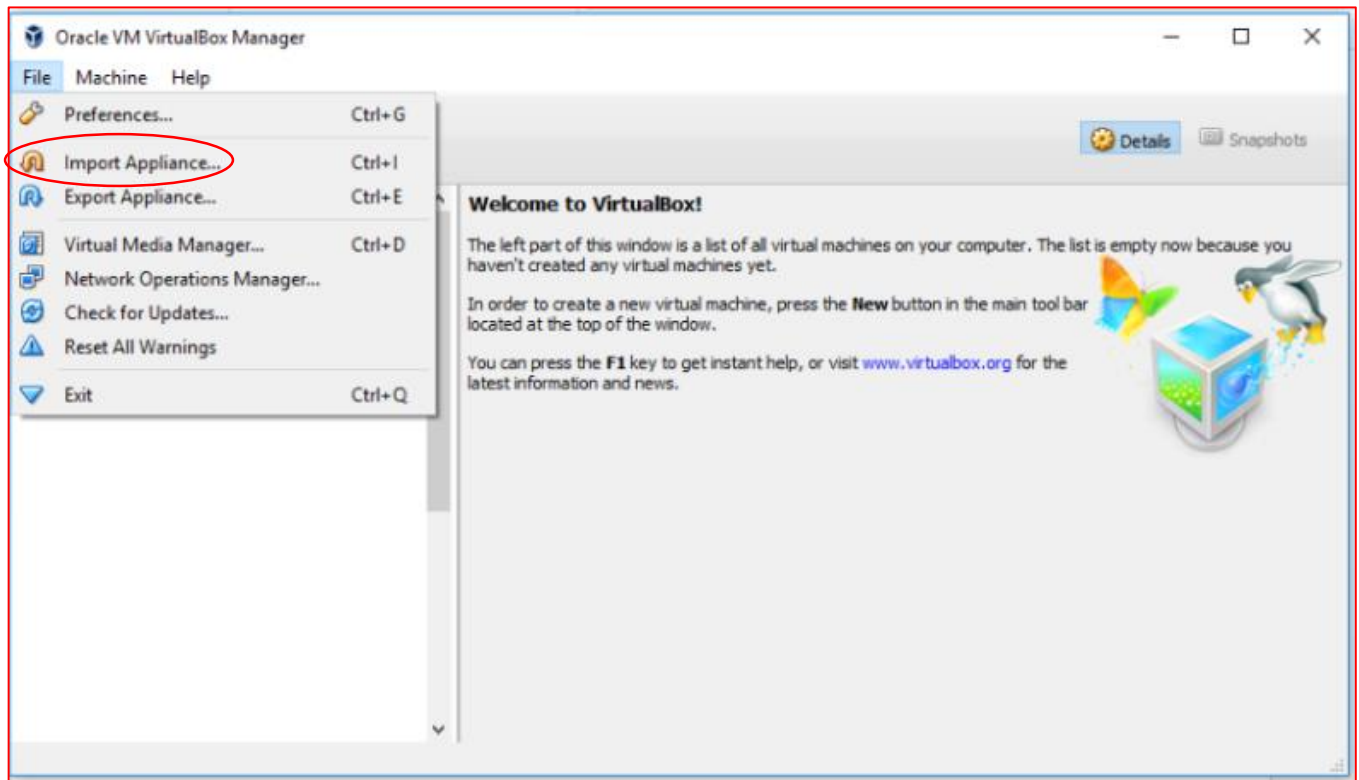 Oracle VM VirtualBox Manager
File Machine Help
Preferences... Ctrl+G
Import Appliance... Ctrl+I
Export Appliance... Ctrl+E
Virtual Media Manager... Ctrl+D
Network Operations Manager...
Check for Updates...
Reset All Warnings
Exit Ctrl+Q
Details Snapshots
Welcome to VirtualBox!
The left part of this window is a list of all virtual machines on your computer. The list is empty now because you
haven't created any virtual machines yet.
In order to create a new virtual machine, press the New button in the main tool bar
located at the top of the window.
You can press the F1 key to get instant help, or visit www.virtualbox.org for the
latest information and news.